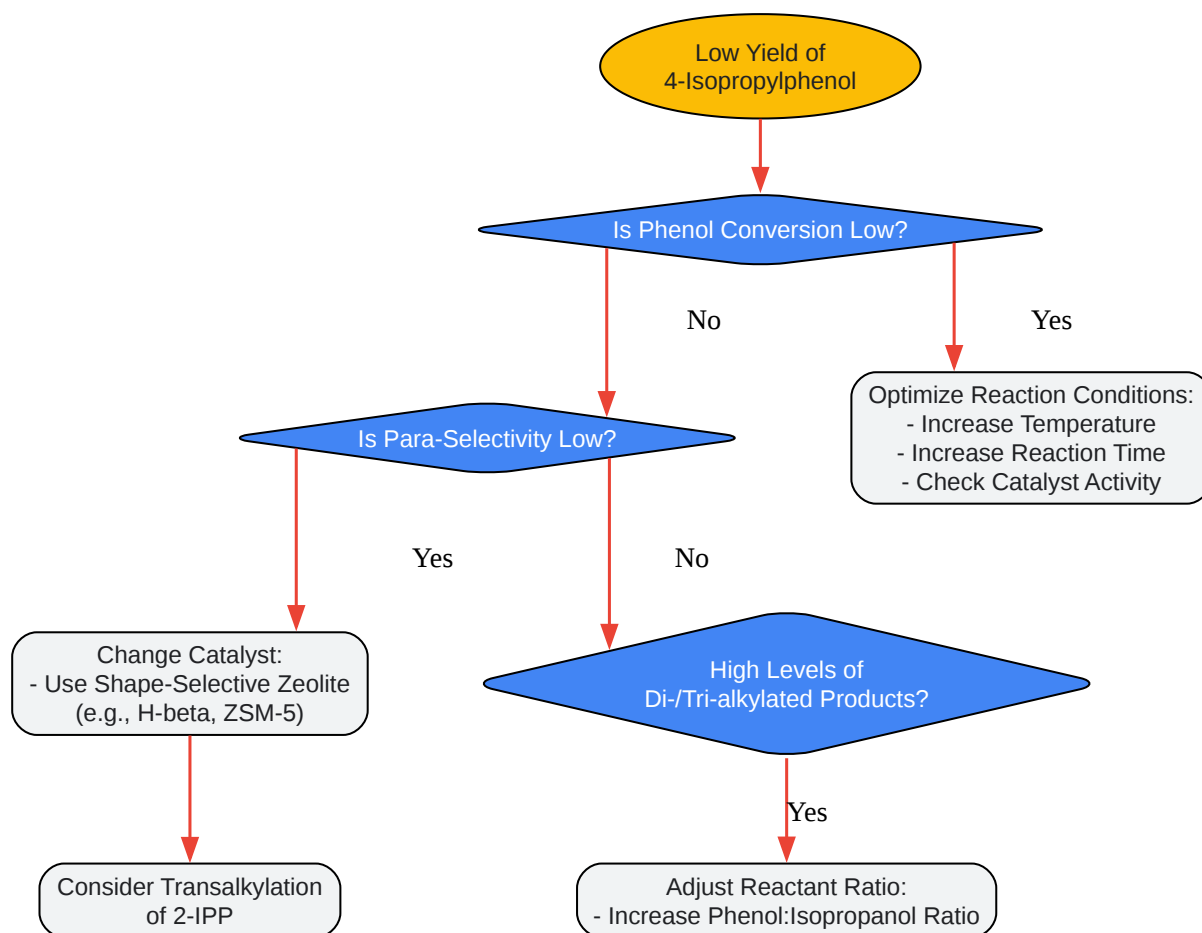 Low Yield of
4-Isopropylphenol
Is Phenol Conversion Low?
No
Yes
Optimize Reaction Conditions:
- Increase Temperature
- Increase Reaction Time
- Check Catalyst Activity
Is Para-Selectivity Low?
Yes
No
Change Catalyst:
- Use Shape-Selective Zeolite
(e.g., H-beta, ZSM-5)
High Levels of
Di-/Tri-alkylated Products?
Yes
Consider Transalkylation
of 2-IPP
Adjust Reactant Ratio:
- Increase Phenol:Isopropanol Ratio